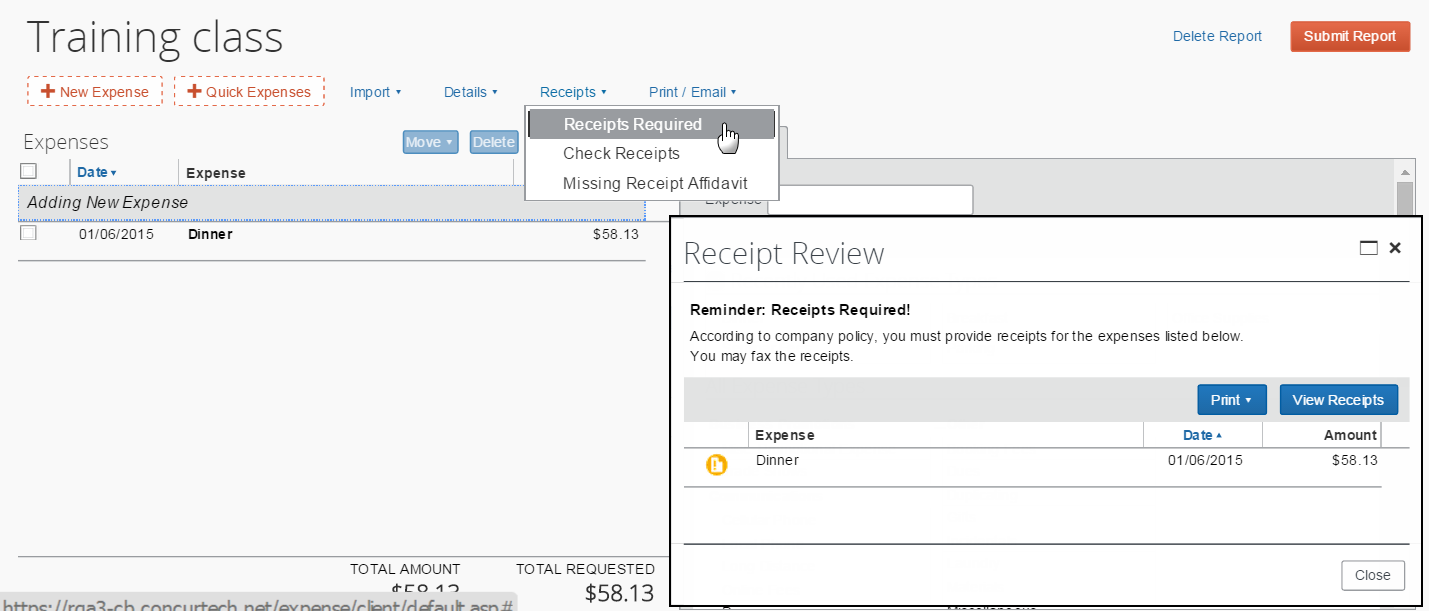 Training class
Delete Report
Submit Report
New Expense
Quick Expenses
Import
Details
Receipts
Print / Email
Receipts Required
Check Receipts
Missing Receipt Affidavit
Expenses
Move
Delete
Date
Expense
Adding New Expense
Expense
01/06/2015 Dinner $58.13
Receipt Review
Reminder: Receipts Required!
According to company policy, you must provide receipts for the expenses listed below.
You may fax the receipts.
Print
View Receipts
Expense Date Amount
Dinner 01/06/2015 $58.13
Close
TOTAL AMOUNT TOTAL REQUESTED
$58.13 $58.13
https://rqa3-cb.concurtech.net/expense/client/default.asp#